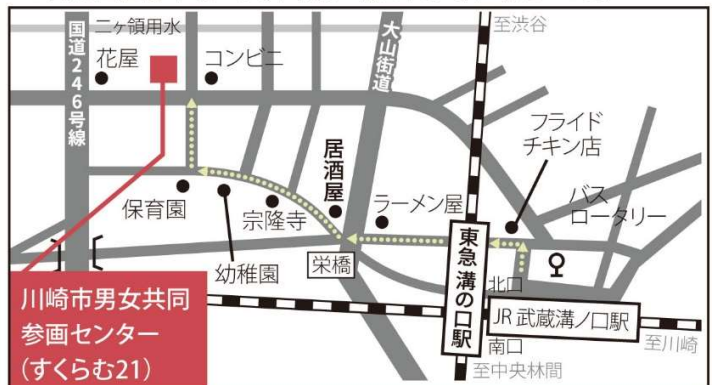 二ヶ領用水
至渋谷
国道246号線
花屋
コンビニ
大山街道
フライド
チキン店
居酒屋
ラーメン屋
バス
ロータリー
保育園
宗隆寺
幼稚園
栄橋
東急 溝の口駅
北口
JR 武蔵溝ノ口駅
南口
至川崎
至中央林間
川崎市男女共同
参画センター
(すくらむ21)